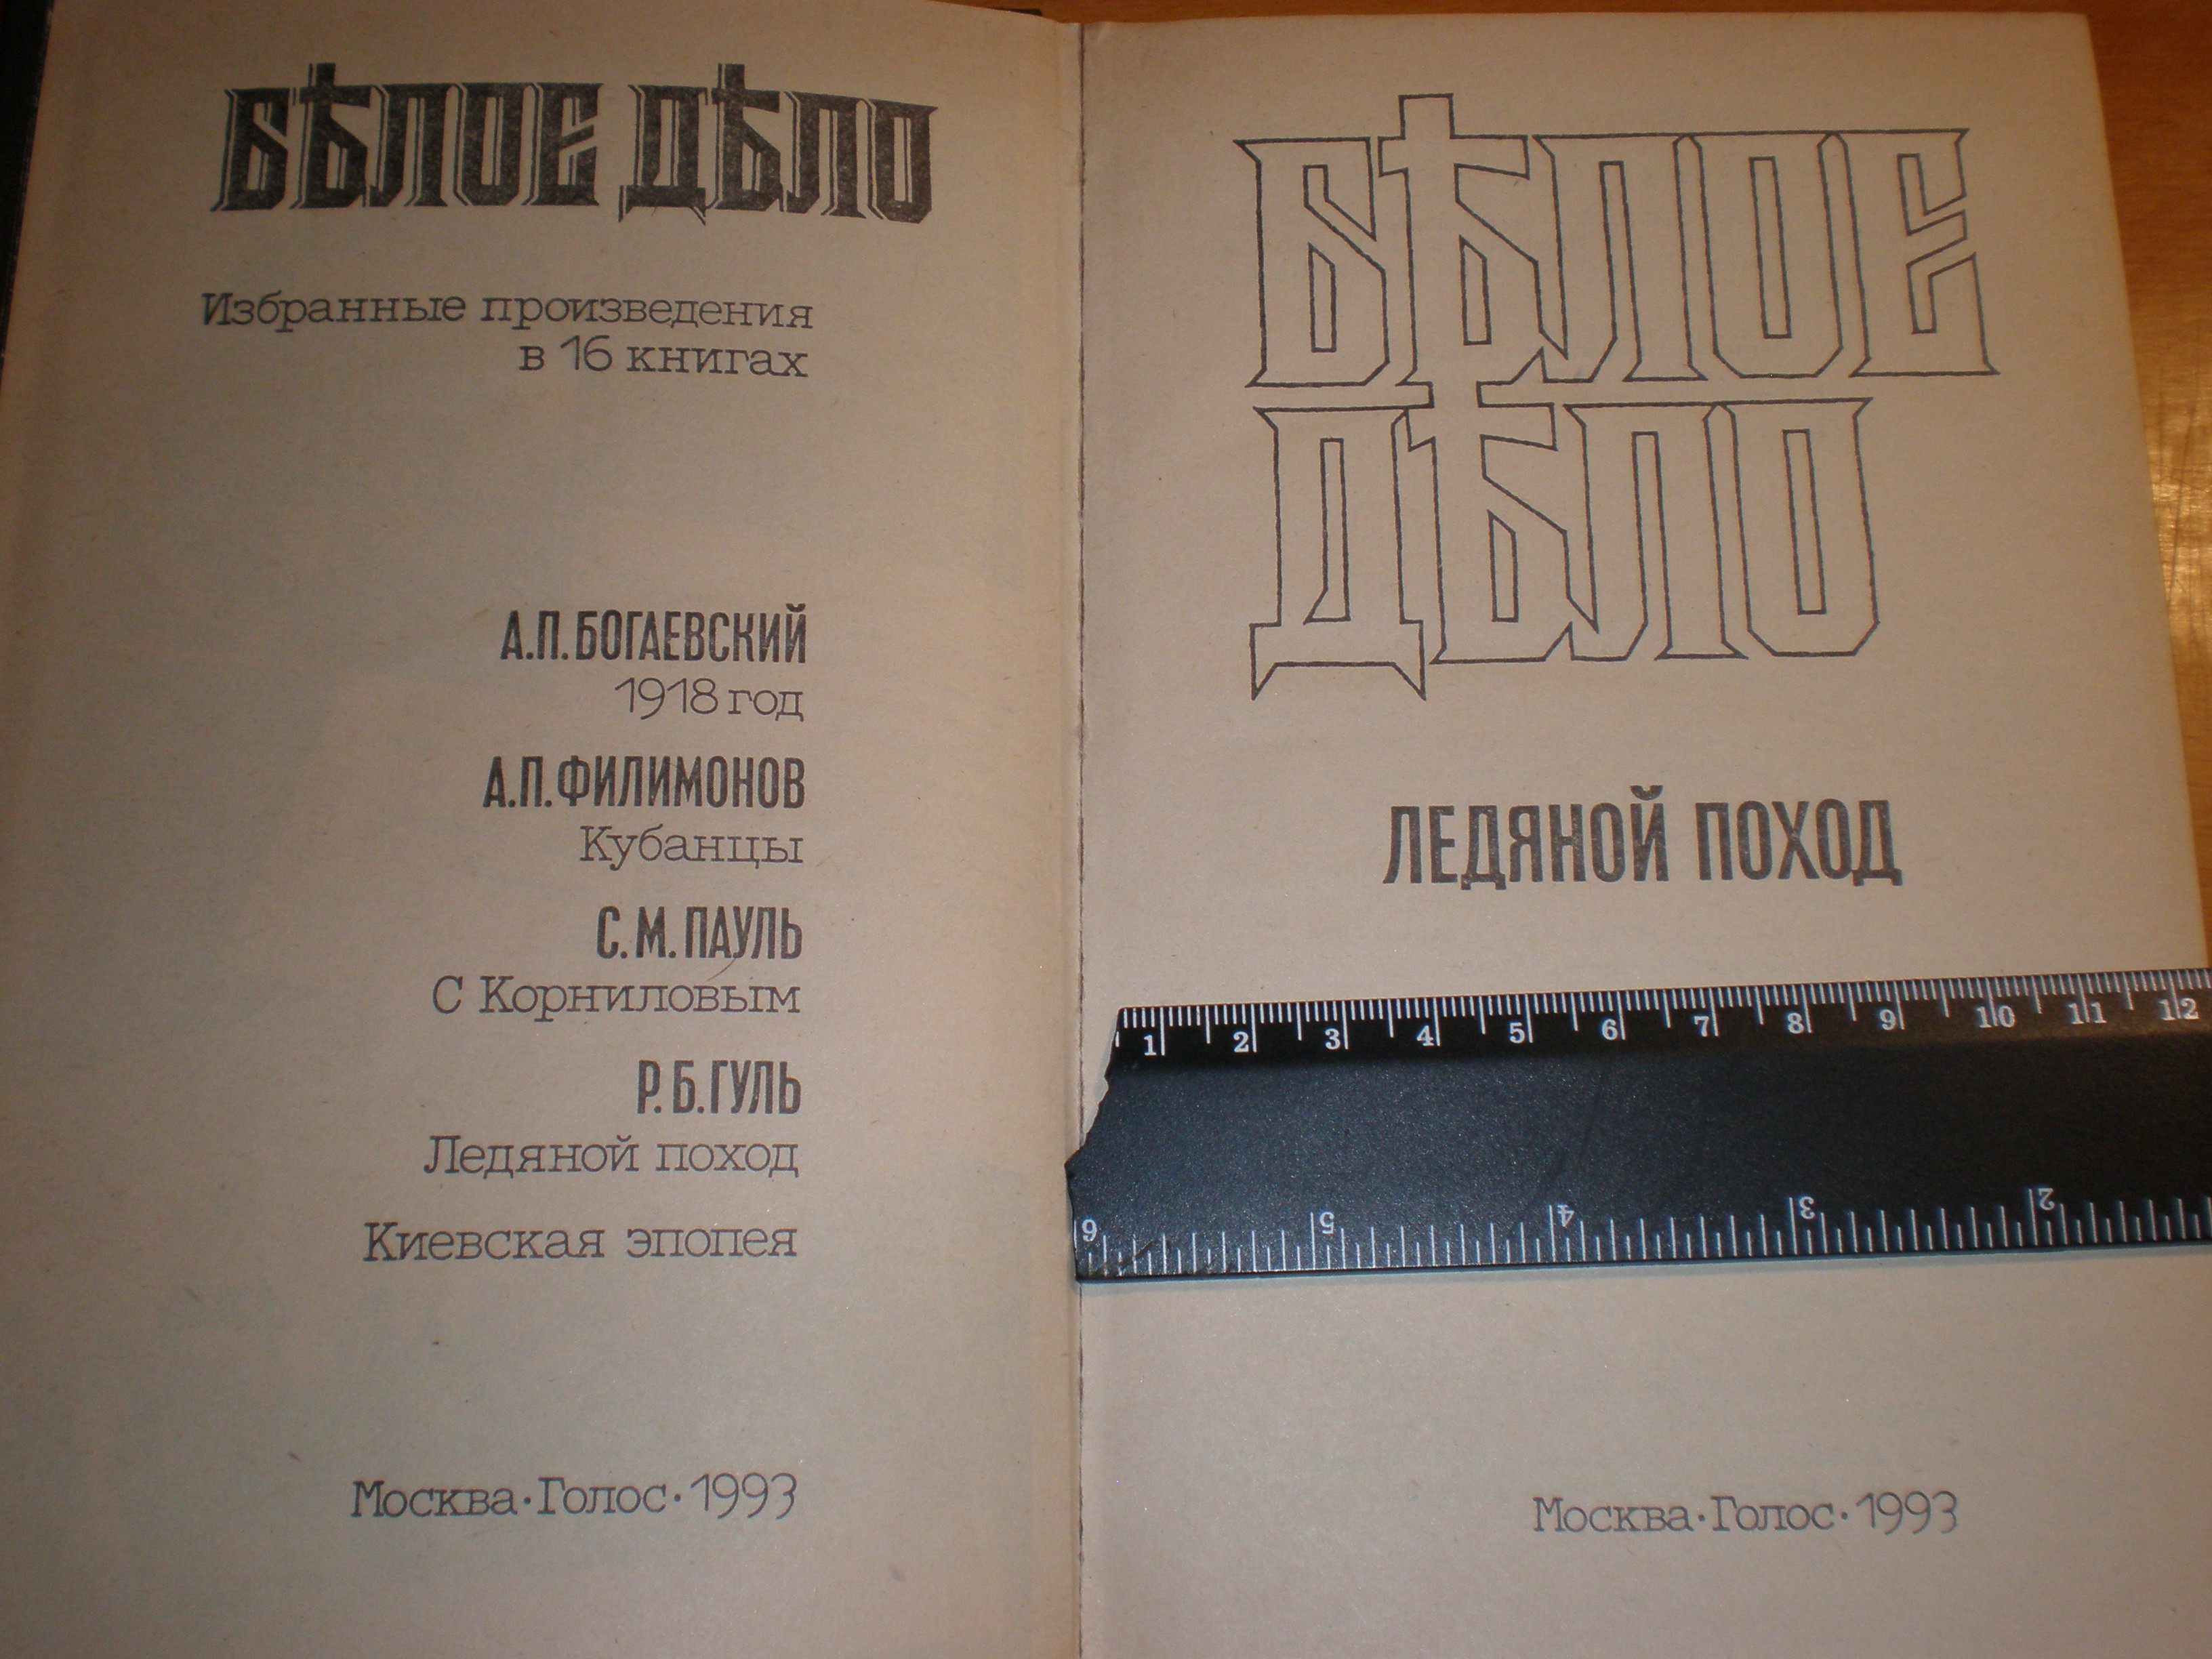 БѢЛОЕ ДѢЛО
Избранные произведения
в 16 книгах
А.П.БОГАЕВСКИЙ
1918 год
А.П.ФИЛИМОНОВ
Кубанцы
С.М.ПАУЛЬ
С Корниловым
Р.Б.ГУЛЬ
Ледяной поход
Киевская эпопея
Москва·Голос·1993
БѢЛОЕ
ДѢЛО
ЛЕДЯНОЙ ПОХОД
1 2 3 4 5 6 7 8 9 10 11 12
6 5 4 3 2
Москва·Голос·1993